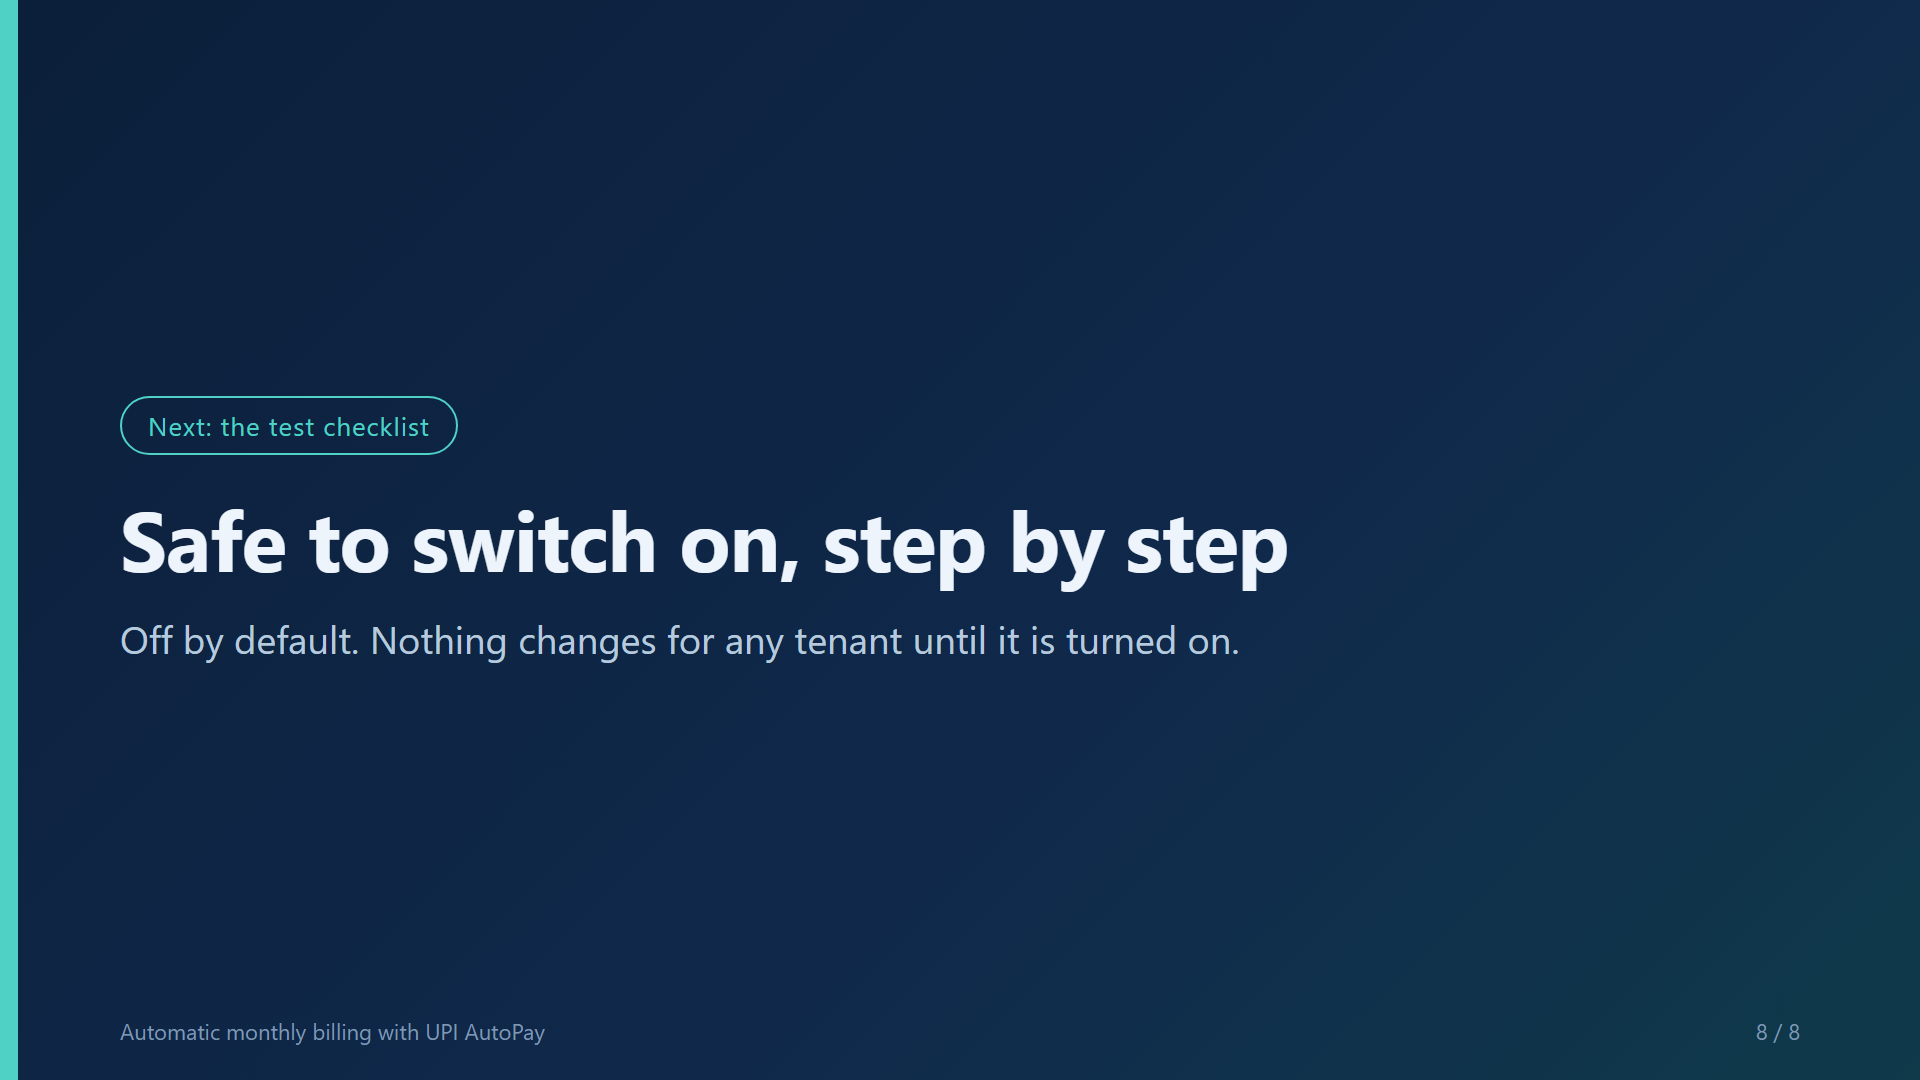 Next: the test checklist
Safe to switch on, step by step
Off by default. Nothing changes for any tenant until it is turned on.
Automatic monthly billing with UPI AutoPay
8 / 8